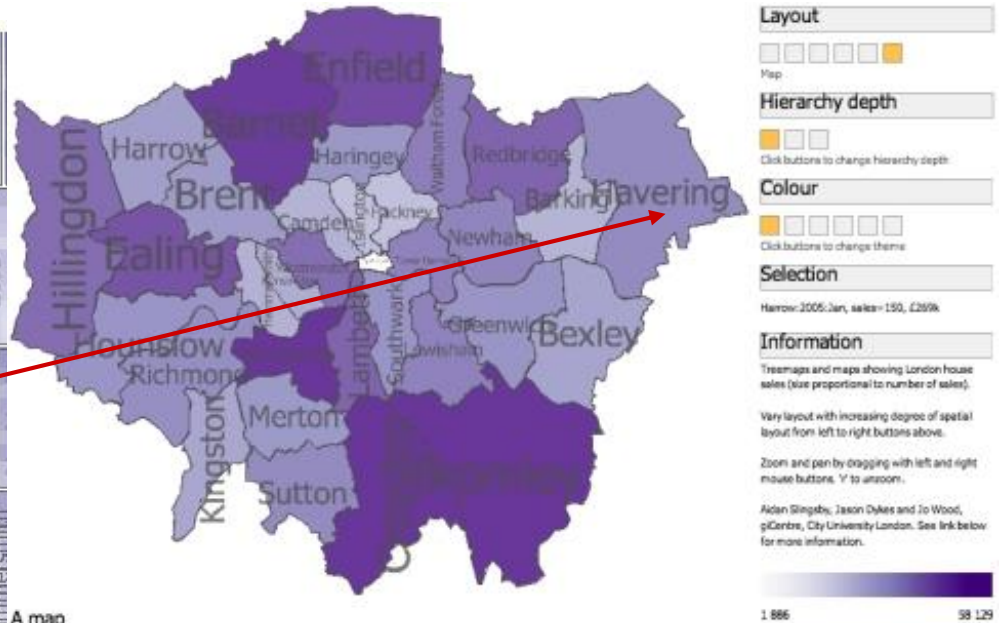 Enfield
Barnet
Harrow
Haringey
Waltham Forest
Redbridge
Hillingdon
Brent
Camden
Islington
Hackney
Barking
Havering
Ealing
Newham
Hounslow
Richmond
Lambeth
Southwark
Greenwich
Lewisham
Bexley
Kingston
Merton
Sutton
A map
Layout
Map
Hierarchy depth
Click buttons to change hierarchy depth
Colour
Click buttons to change theme
Selection
Harrow:2005:Jan, sales=150, £269k
Information
Treemaps and maps showing London house
sales (size proportional to number of sales).
Vary layout with increasing degree of spatial
layout from left to right buttons above.
Zoom and pan by dragging with left and right
mouse buttons. 'r' to unzoom.
Aidan Slingsby, Jason Dykes and Jo Wood,
giCentre, City University London. See link below
for more information.
1 886 58 129